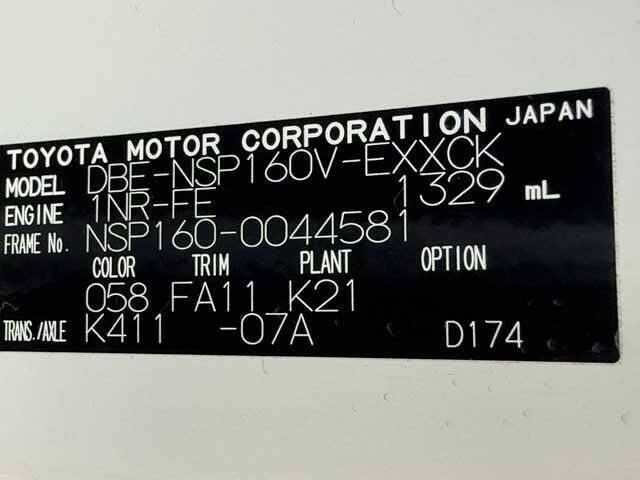 TOYOTA MOTOR CORPORATION JAPAN
MODEL DBE-NSP160V-EXXCK
ENGINE 1NR-FE 1329 mL
FRAME No. NSP160-0044581
COLOR TRIM PLANT OPTION
058 FA11 K21
TRANS./AXLE K411 -07A D174